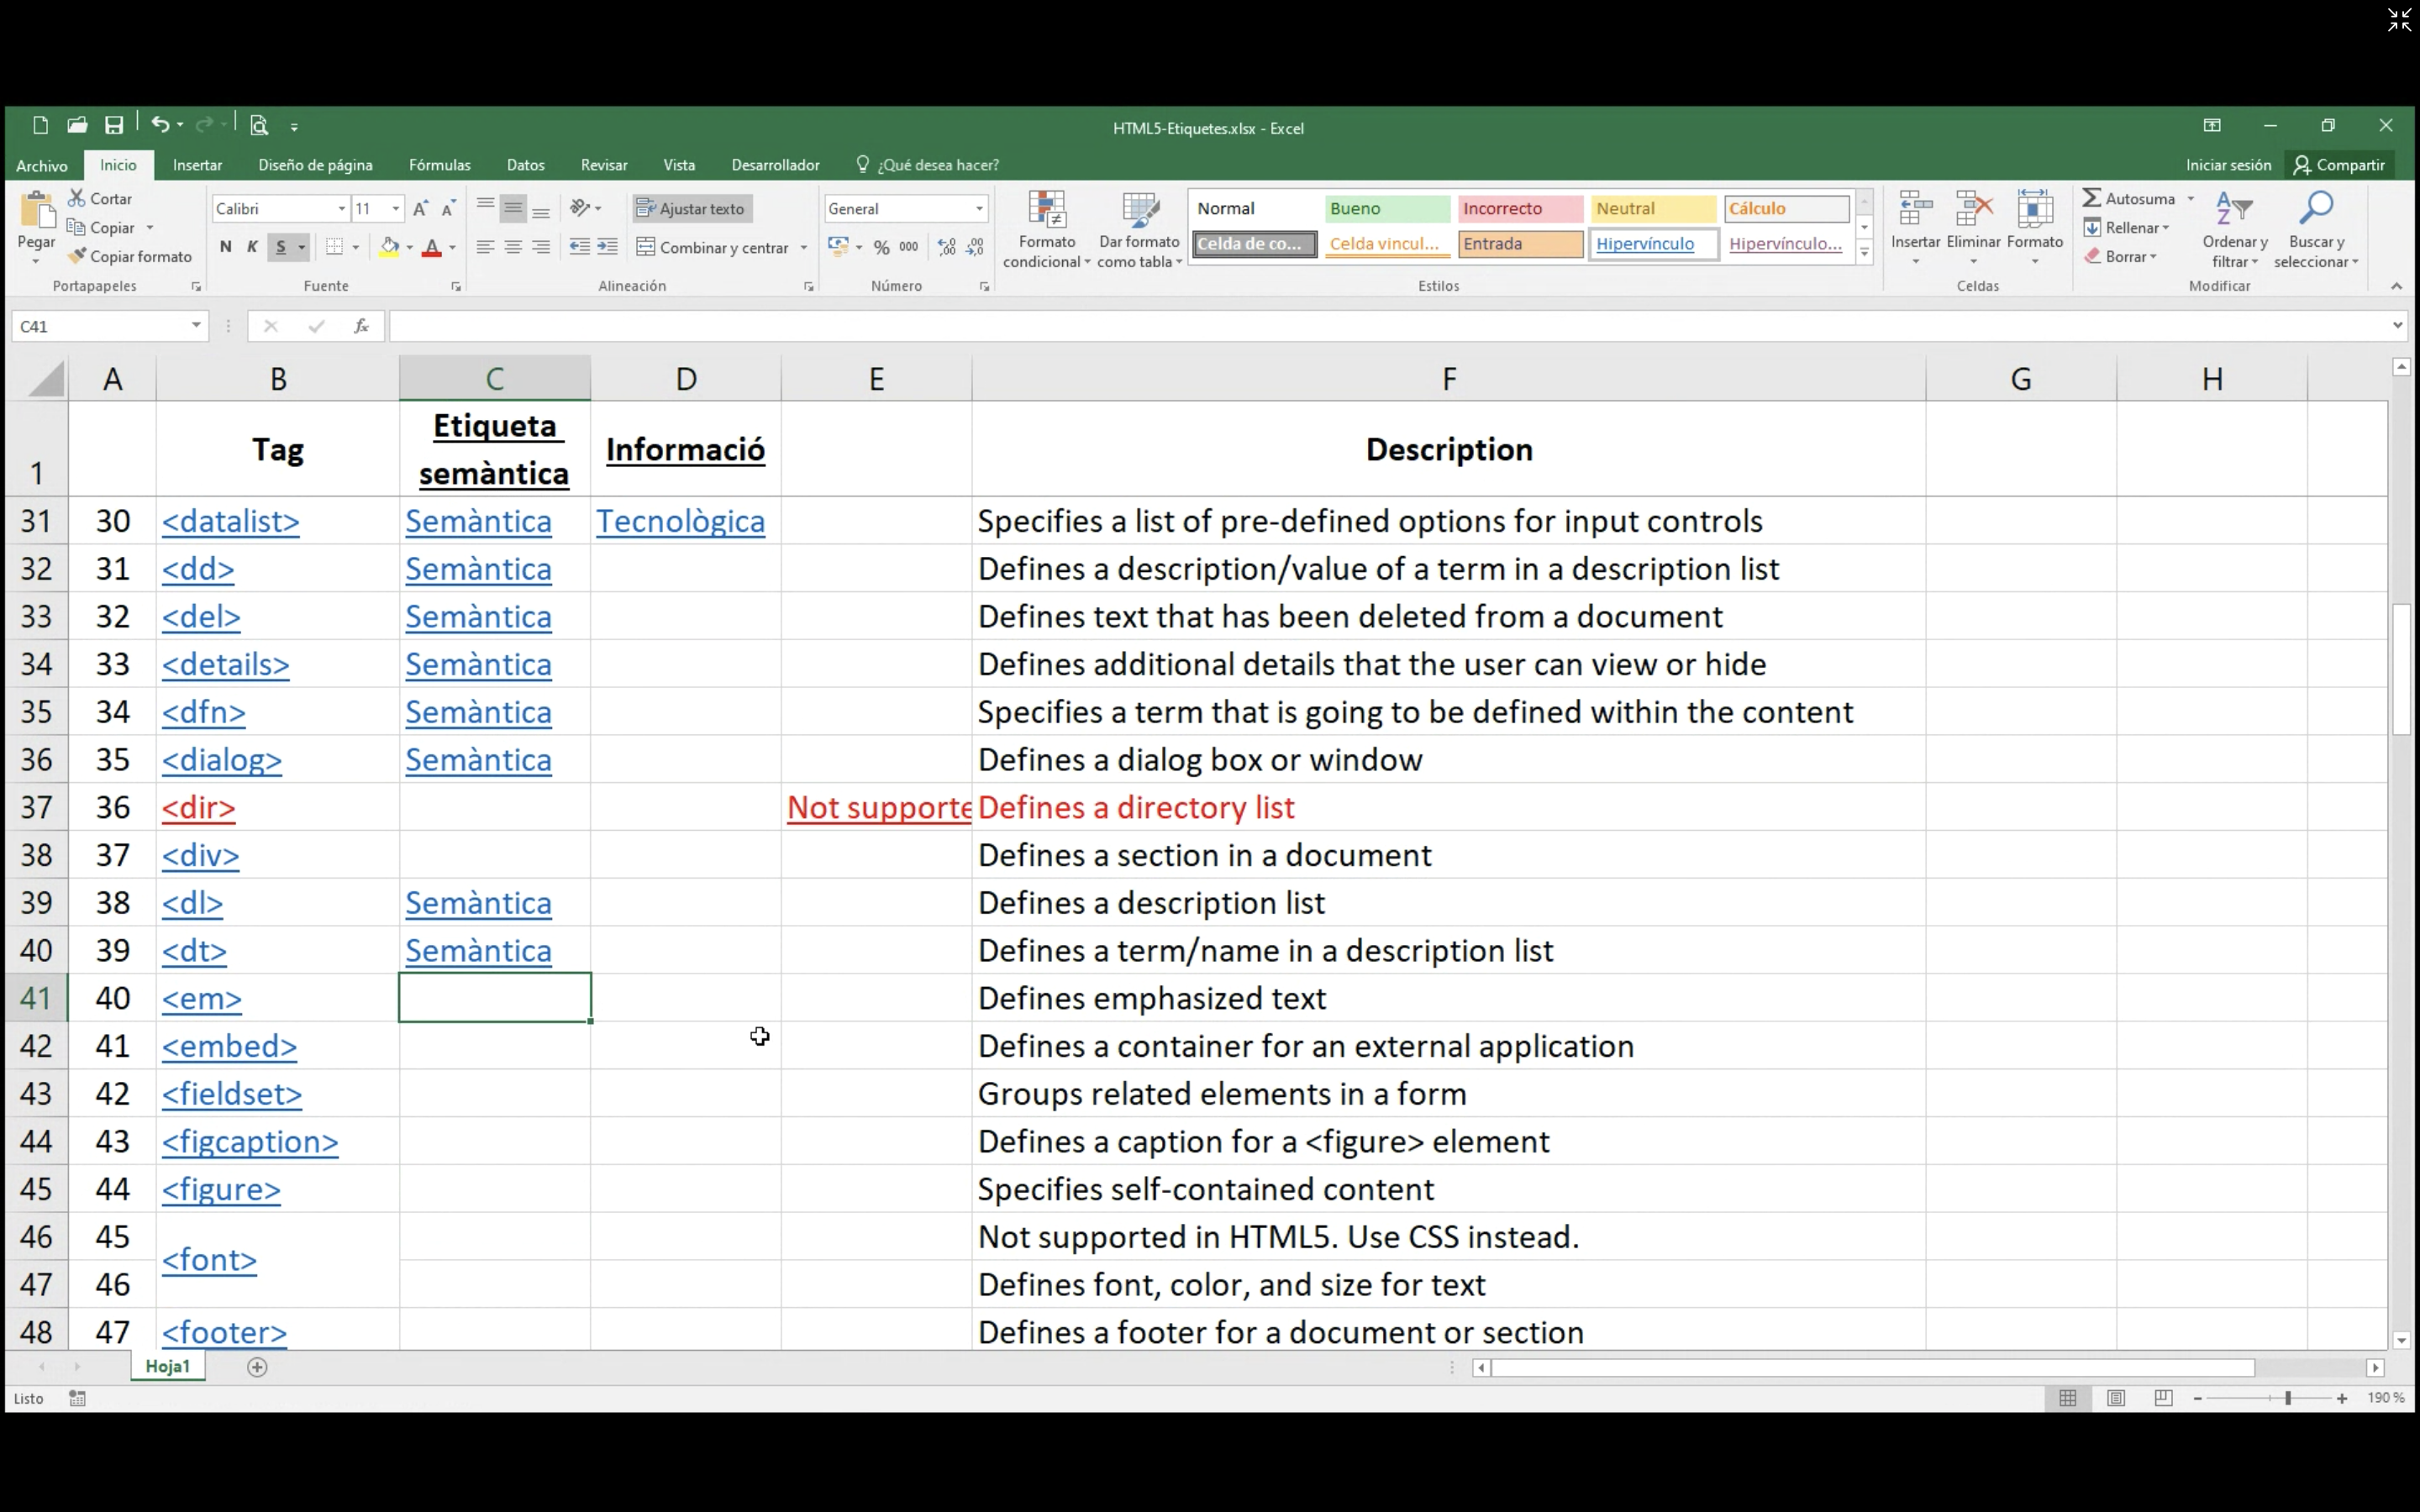 HTML5-Etiquetes.xlsx - Excel
Archivo Inicio Insertar Diseño de página Fórmulas Datos Revisar Vista Desarrollador ¿Qué desea hacer? Iniciar sesión Compartir
Pegar
Cortar
Copiar
Copiar formato
Portapapeles
Calibri 11
N K S
Fuente
Ajustar texto
Combinar y centrar
Alineación
General
% 000
Número
Formato condicional
Dar formato como tabla
Normal Bueno Incorrecto Neutral Cálculo
Celda de co... Celda vincul... Entrada Hipervínculo Hipervínculo...
Estilos
Insertar Eliminar Formato
Celdas
Autosuma
Rellenar
Borrar
Ordenar y filtrar
Buscar y seleccionar
Modificar
C41 fx
A B C D E F G H
1 Tag Etiqueta semàntica Informació Description
31 30 <datalist> Semàntica Tecnològica Specifies a list of pre-defined options for input controls
32 31 <dd> Semàntica Defines a description/value of a term in a description list
33 32 <del> Semàntica Defines text that has been deleted from a document
34 33 <details> Semàntica Defines additional details that the user can view or hide
35 34 <dfn> Semàntica Specifies a term that is going to be defined within the content
36 35 <dialog> Semàntica Defines a dialog box or window
37 36 <dir> Not supporte Defines a directory list
38 37 <div> Defines a section in a document
39 38 <dl> Semàntica Defines a description list
40 39 <dt> Semàntica Defines a term/name in a description list
41 40 <em> Defines emphasized text
42 41 <embed> Defines a container for an external application
43 42 <fieldset> Groups related elements in a form
44 43 <figcaption> Defines a caption for a <figure> element
45 44 <figure> Specifies self-contained content
46 45 Not supported in HTML5. Use CSS instead.
<font>
47 46 Defines font, color, and size for text
48 47 <footer> Defines a footer for a document or section
Hoja1
Listo 190 %